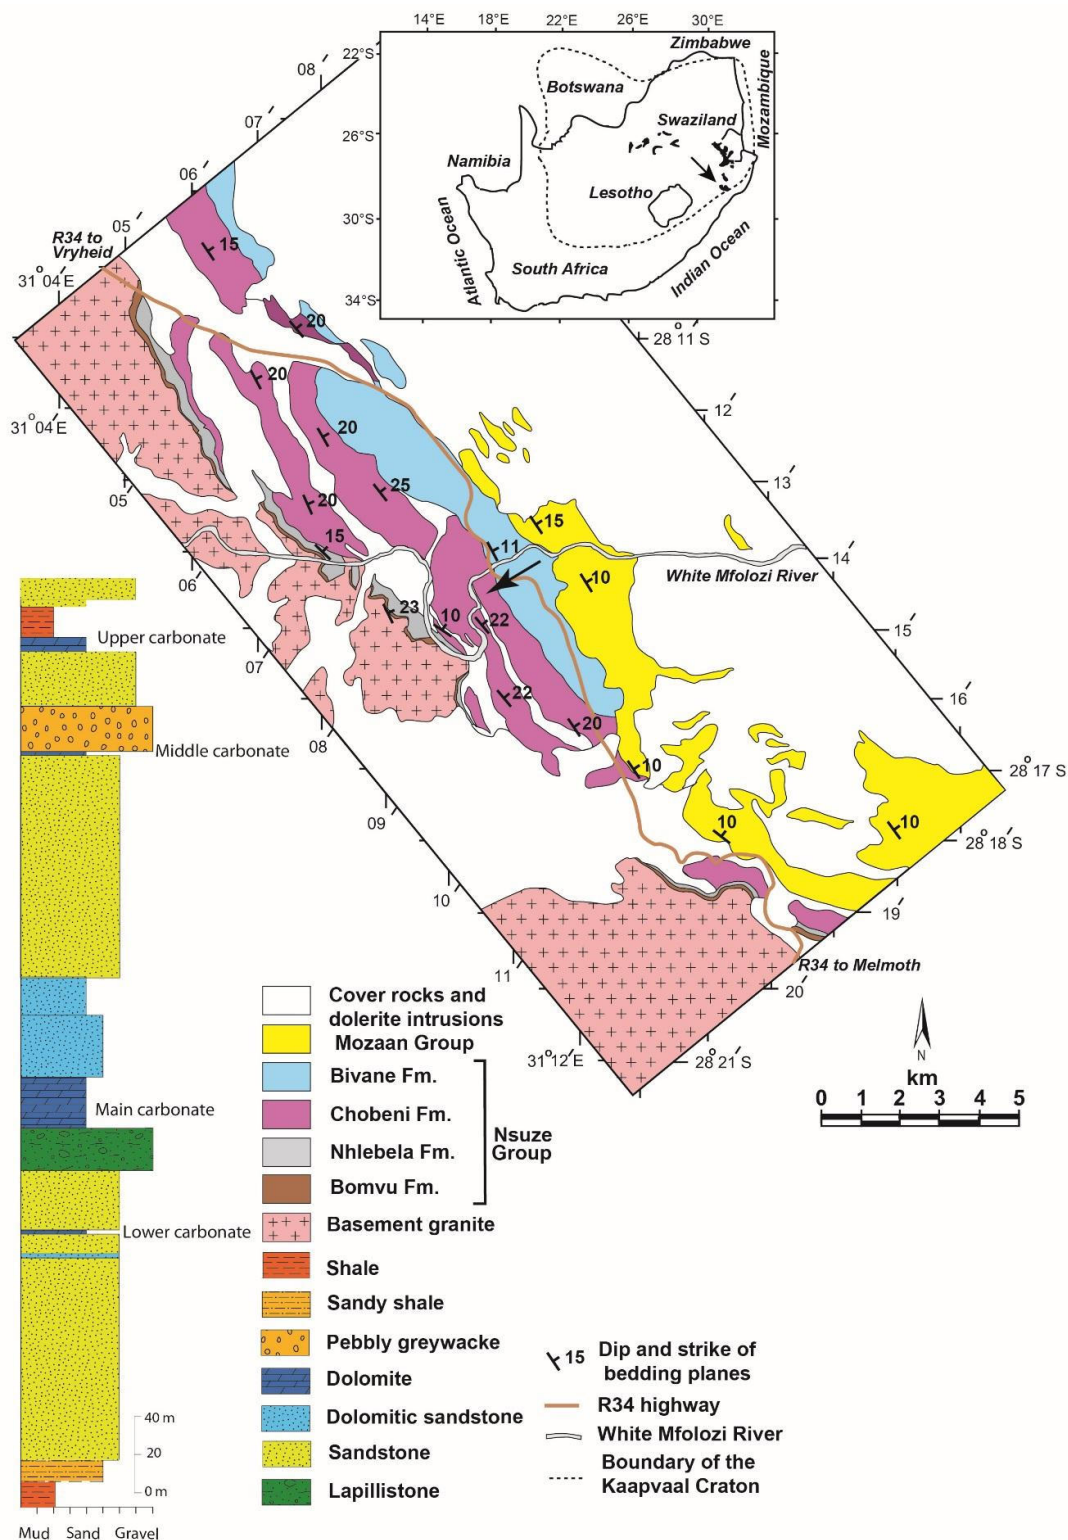 14°E
18°E
22°E
26°E
30°E
22°S
26°S
30°S
34°S
Zimbabwe
Botswana
Mozambique
Swaziland
Namibia
Lesotho
South Africa
Atlantic Ocean
Indian Ocean
08′
07′
06′
05′
R34 to
Vryheid
31°04′E
15
20
28°11′S
31°04′E
20
12′
20
05′
25
13′
20
15
15
11
14′
06′
White Mfolozi River
10
23
10
22
15′
Upper carbonate
07′
22
16′
20
08′
Middle carbonate
10
28°17′S
10
10
28°18′S
09′
10′
19′
11′
R34 to Melmoth
20′
31°12′E
28°21′S
N
km
0 1 2 3 4 5
Cover rocks and
dolerite intrusions
Mozaan Group
Bivane Fm.
Chobeni Fm.
Nhlebela Fm.
Bomvu Fm.
Nsuze
Group
Basement granite
Shale
Sandy shale
Pebbly greywacke
Dolomite
Dolomitic sandstone
Sandstone
Lapillistone
15 Dip and strike of
bedding planes
R34 highway
White Mfolozi River
Boundary of the
Kaapvaal Craton
Main carbonate
Lower carbonate
40 m
20
0 m
Mud Sand Gravel